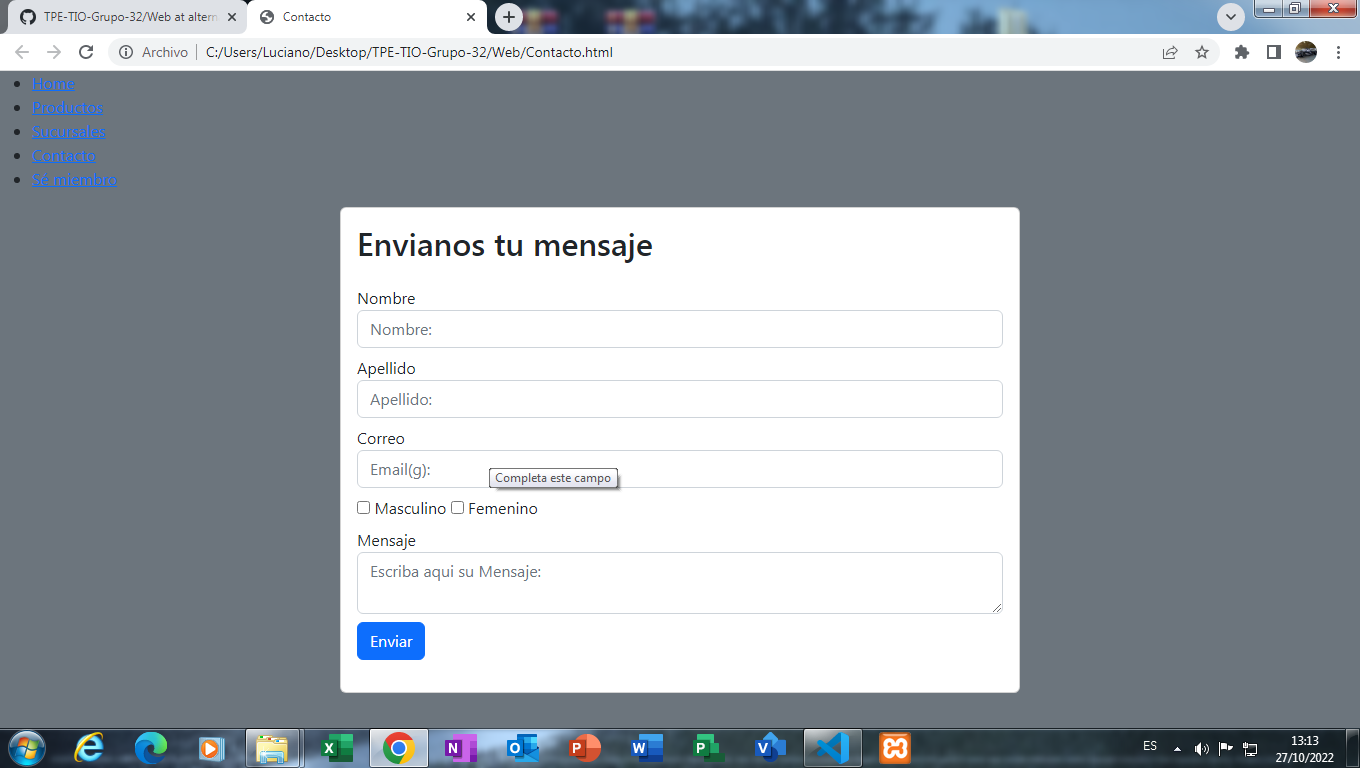 TPE-TIO-Grupo-32/Web at altern
Contacto
Archivo
C:/Users/Luciano/Desktop/TPE-TIO-Grupo-32/Web/Contacto.html
Home
Productos
Sucursales
Contacto
Sé miembro
Envianos tu mensaje
Nombre
Nombre:
Apellido
Apellido:
Correo
Email(g):
Completa este campo
Masculino Femenino
Mensaje
Escriba aqui su Mensaje:
Enviar
ES
13:13
27/10/2022